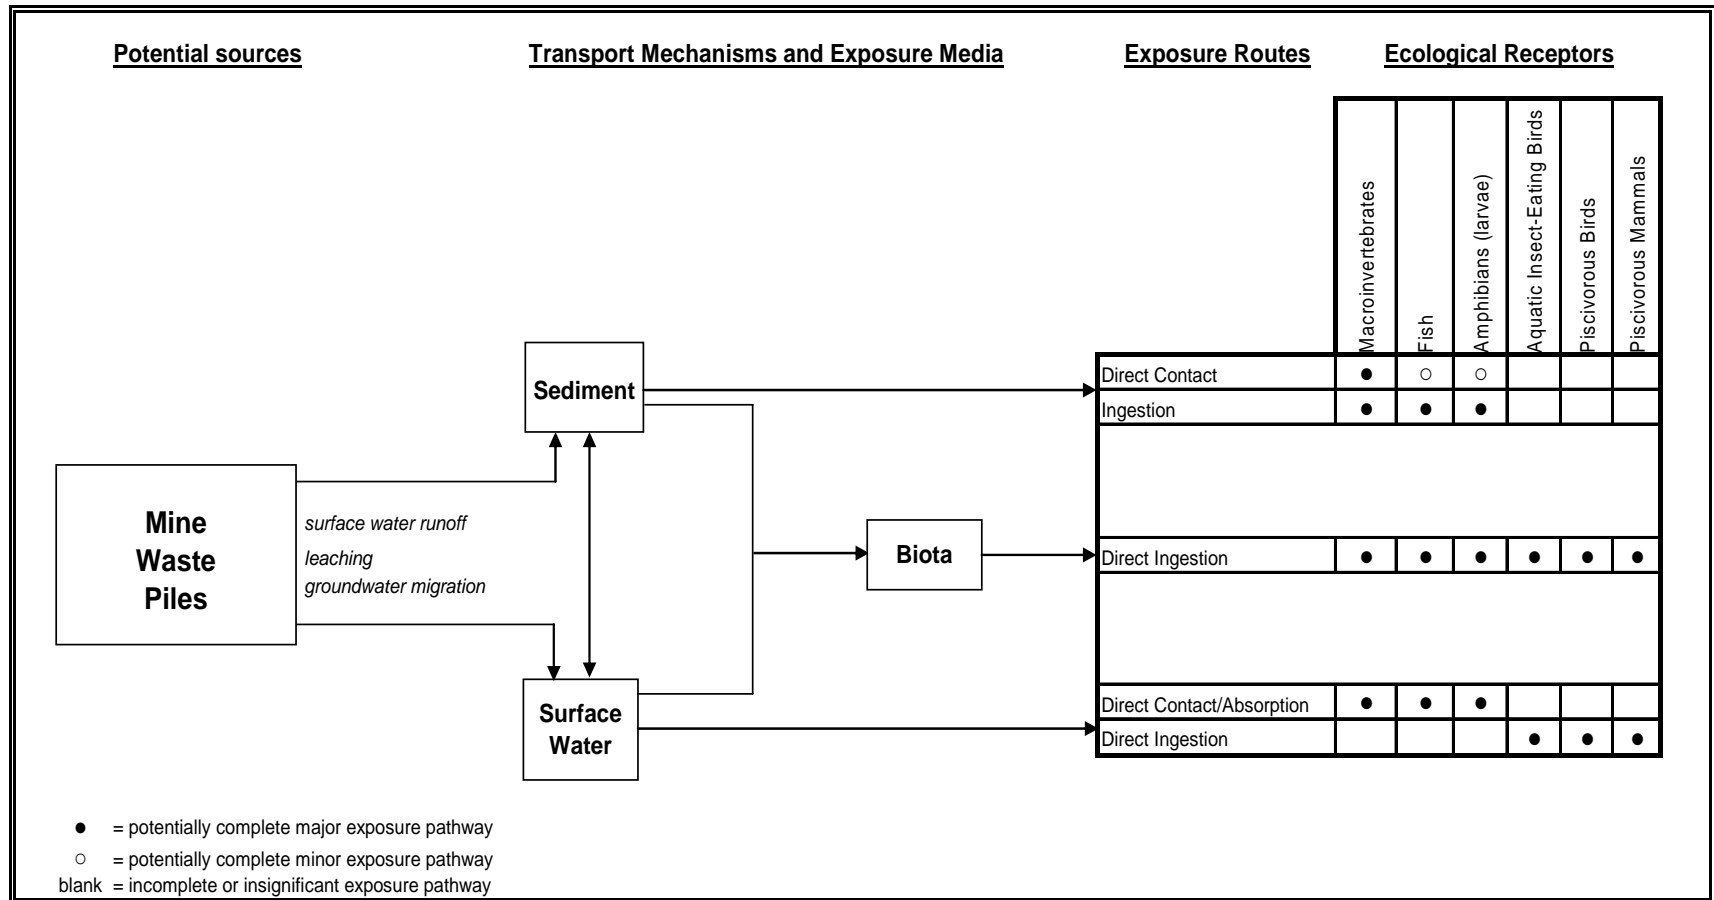 Potential sources
Transport Mechanisms and Exposure Media
Exposure Routes
Ecological Receptors
Macroinvertebrates
Fish
Amphibians (larvae)
Aquatic Insect-Eating Birds
Piscivorous Birds
Piscivorous Mammals
Sediment
Direct Contact ● ○ ○
Ingestion ● ● ●
Mine
Waste
Piles
surface water runoff
leaching
groundwater migration
Biota
Direct Ingestion ● ● ● ● ● ●
Surface
Water
Direct Contact/Absorption ● ● ●
Direct Ingestion ● ● ●
● = potentially complete major exposure pathway
○ = potentially complete minor exposure pathway
blank = incomplete or insignificant exposure pathway